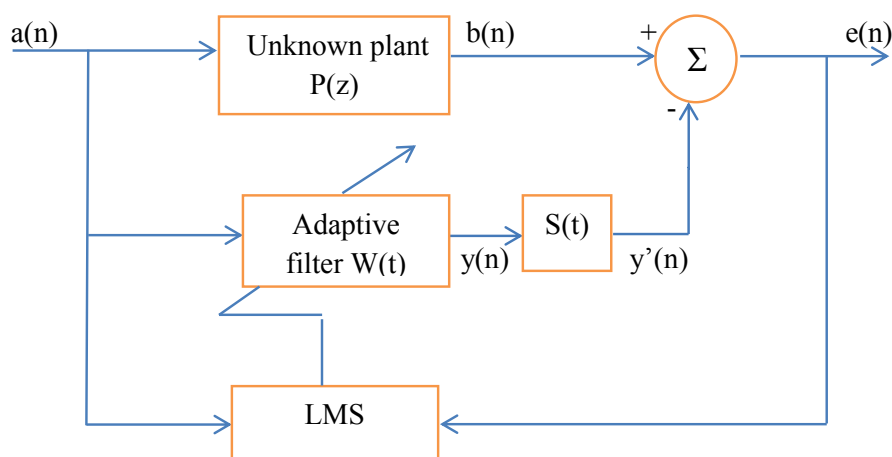 a(n)
Unknown plant
P(z)
b(n)
+
Σ
e(n)
-
Adaptive
filter W(t)
y(n)
S(t)
y’(n)
LMS